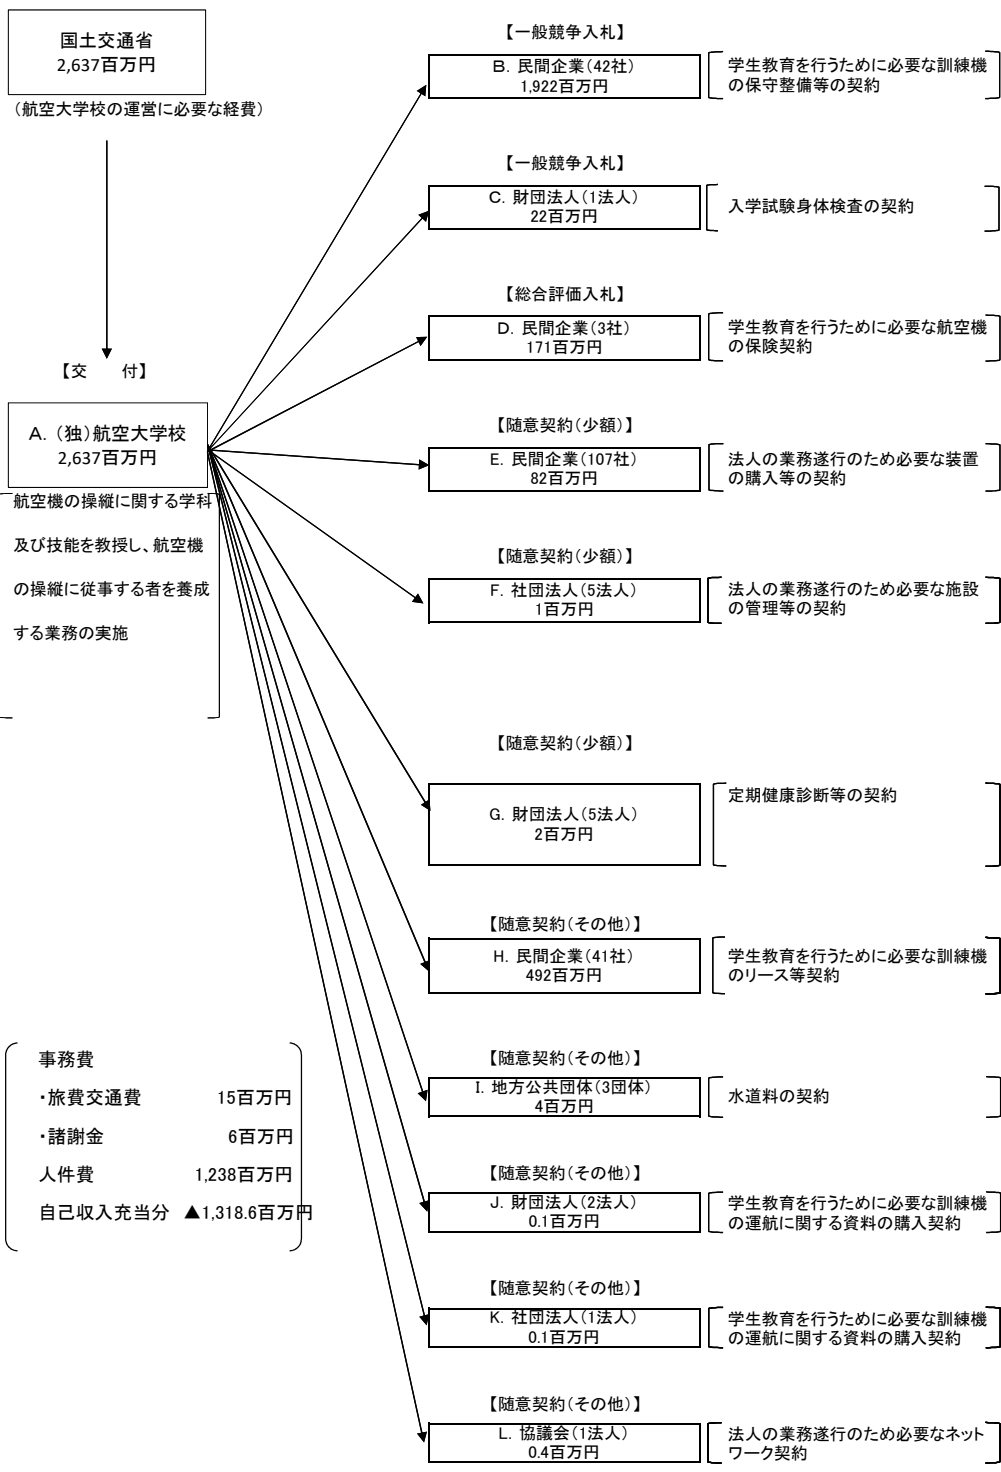 国土交通省
2,637百万円
（航空大学校の運営に必要な経費）
【交　　付】
A.（独）航空大学校
2,637百万円
航空機の操縦に関する学科
及び技能を教授し、航空機
の操縦に従事する者を養成
する業務の実施
【一般競争入札】
B. 民間企業（42社）
1,922百万円
学生教育を行うために必要な訓練機
の保守整備等の契約
【一般競争入札】
C. 財団法人（1法人）
22百万円
入学試験身体検査の契約
【総合評価入札】
D. 民間企業（3社）
171百万円
学生教育を行うために必要な航空機
の保険契約
【随意契約（少額）】
E. 民間企業（107社）
82百万円
法人の業務遂行のため必要な装置
の購入等の契約
【随意契約（少額）】
F. 社団法人（5法人）
1百万円
法人の業務遂行のため必要な施設
の管理等の契約
【随意契約（少額）】
G. 財団法人（5法人）
2百万円
定期健康診断等の契約
【随意契約（その他）】
H. 民間企業（41社）
492百万円
学生教育を行うために必要な訓練機
のリース等契約
【随意契約（その他）】
I. 地方公共団体（3団体）
4百万円
水道料の契約
【随意契約（その他）】
J. 財団法人（2法人）
0.1百万円
学生教育を行うために必要な訓練機
の運航に関する資料の購入契約
【随意契約（その他）】
K. 社団法人（1法人）
0.1百万円
学生教育を行うために必要な訓練機
の運航に関する資料の購入契約
【随意契約（その他）】
L. 協議会（1法人）
0.4百万円
法人の業務遂行のため必要なネット
ワーク契約
事務費
・旅費交通費　15百万円
・諸謝金　6百万円
人件費　1,238百万円
自己収入充当分　▲1,318.6百万円